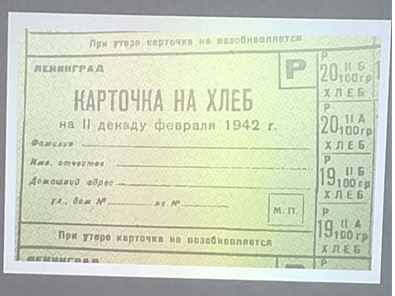 При утере карточка не возобновляется
ЛЕНИНГРАД
Р
КАРТОЧКА НА ХЛЕБ
на II декаду февраля 1942 г.
Фамилия
Имя, отчество
Домашний адрес
ул., дом № кв. №
М. П.
При утере карточка на возобновляется
ЛЕНИНГРАД
Р
20 II Б
100 гр
ХЛЕБ
Р
20 II А
100 гр
ХЛЕБ
Р
19 II Б
100 гр
ХЛЕБ
Р
19 II А
100 гр
ХЛЕБ